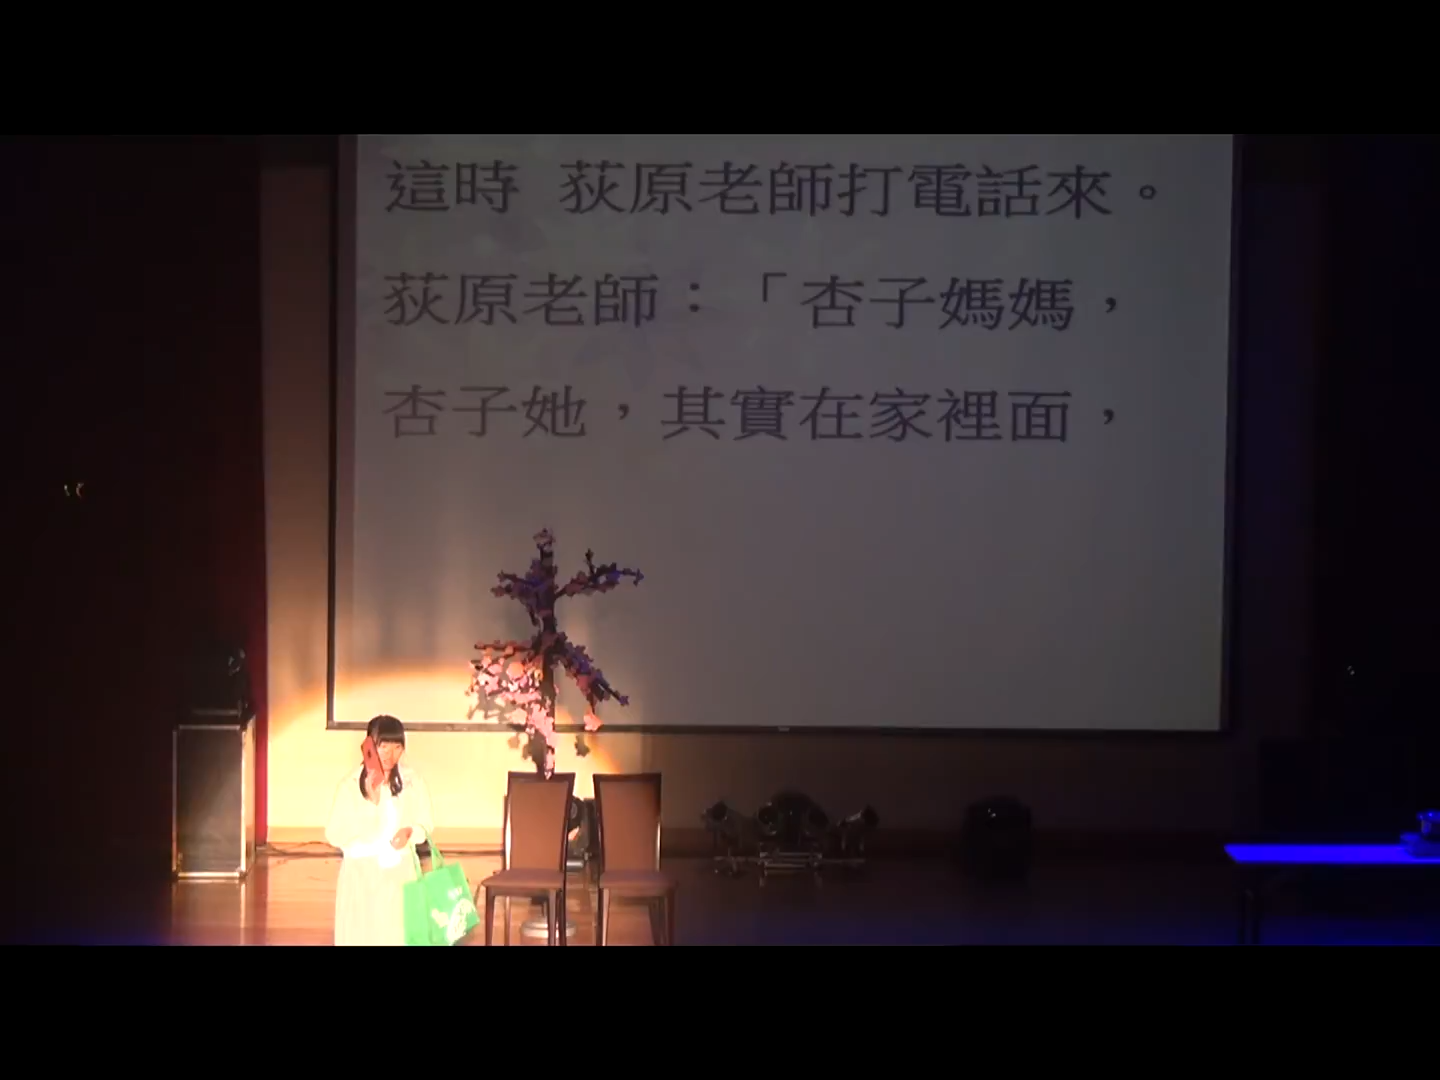 這時 荻原老師打電話來。
荻原老師：「杏子媽媽，
杏子她，其實在家裡面，